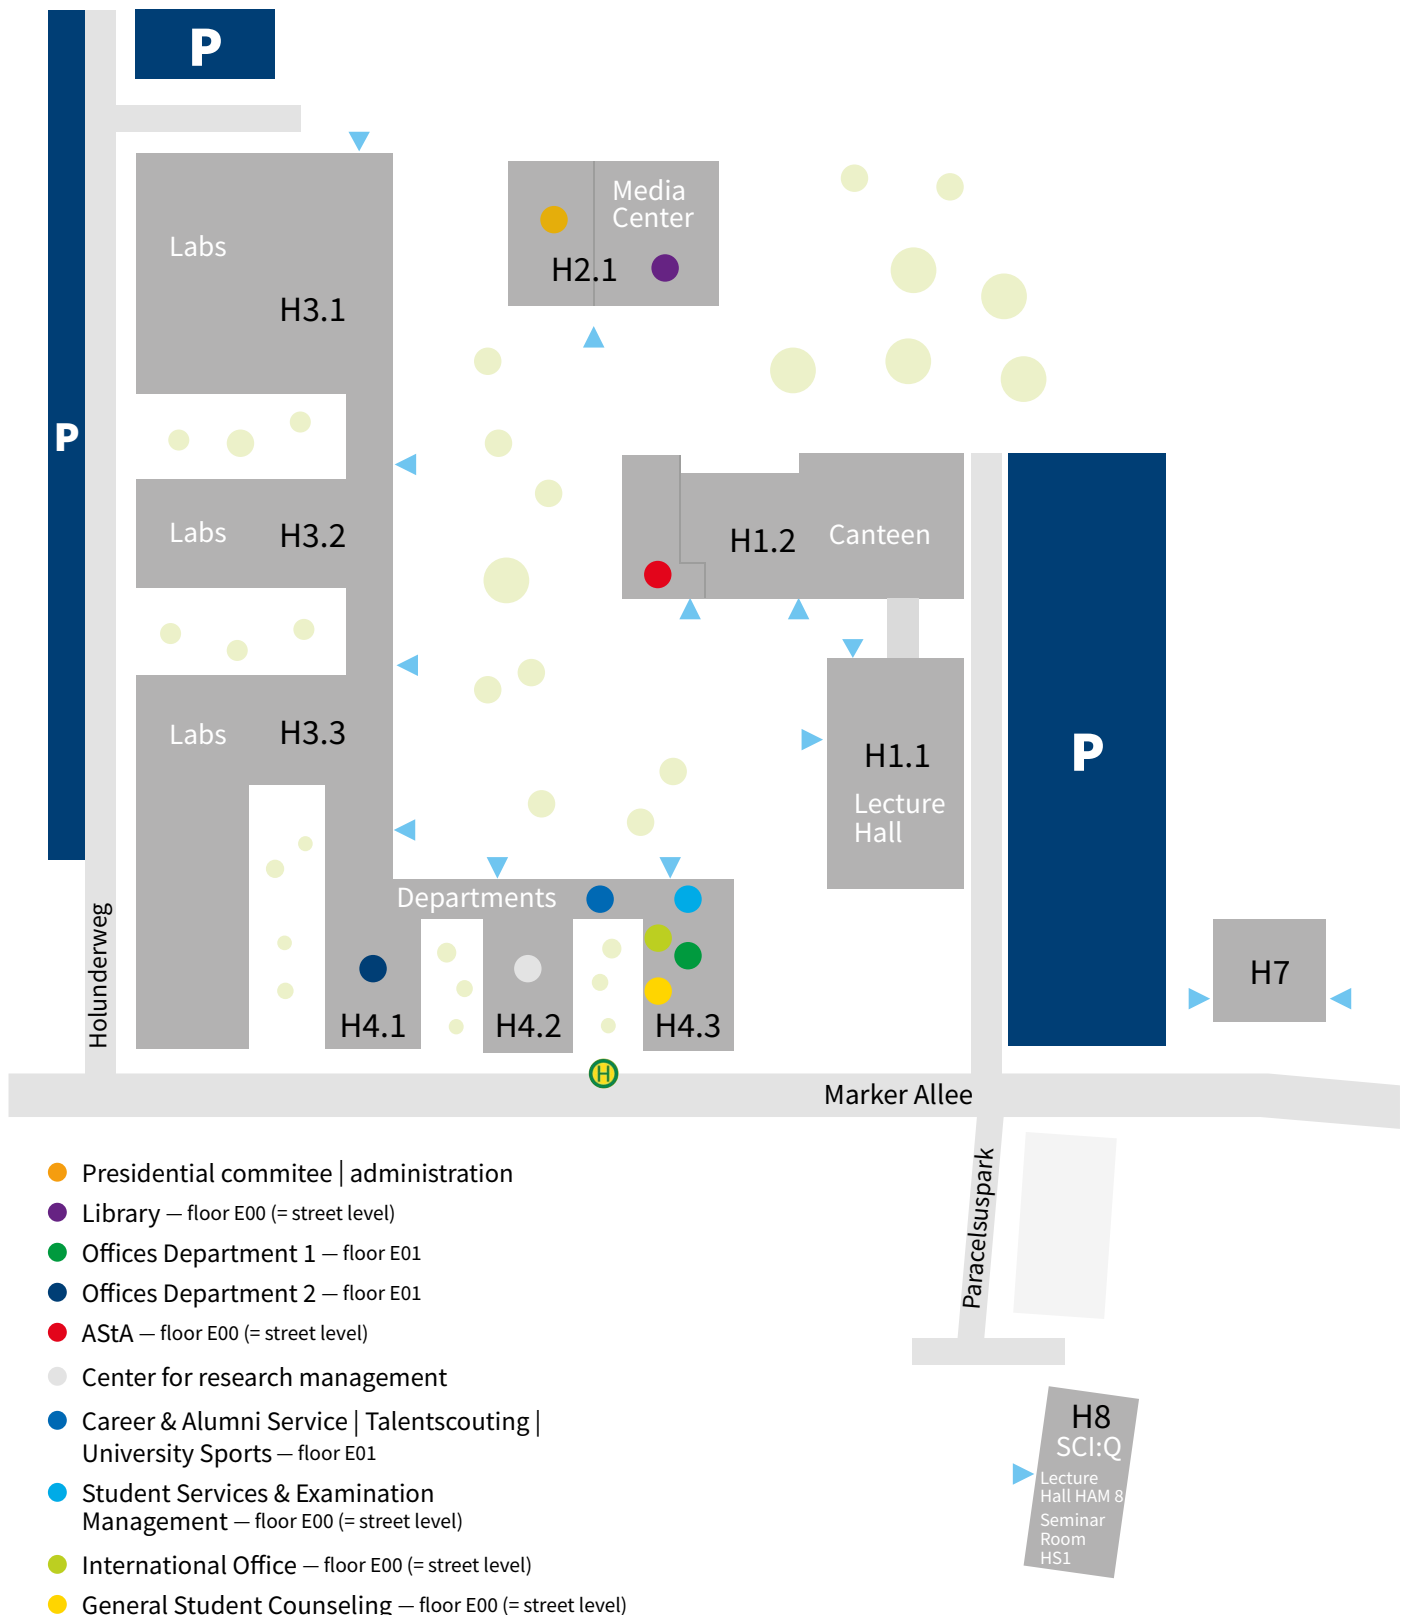 P
Media
Center
Labs
H2.1
H3.1
P
Labs
H3.2
H1.2
Canteen
Labs
H3.3
P
H1.1
Lecture
Hall
Departments
Holunderweg
H7
H4.1
H4.2
H4.3
H
Marker Allee
Paracelsuspark
Presidential commitee | administration
Library — floor E00 (= street level)
Offices Department 1 — floor E01
Offices Department 2 — floor E01
AStA — floor E00 (= street level)
Center for research management
Career & Alumni Service | Talentscouting |
University Sports — floor E01
Student Services & Examination
Management — floor E00 (= street level)
International Office — floor E00 (= street level)
General Student Counseling — floor E00 (= street level)
H8
SCI:Q
Lecture
Hall HAM 8
Seminar
Room
HS1